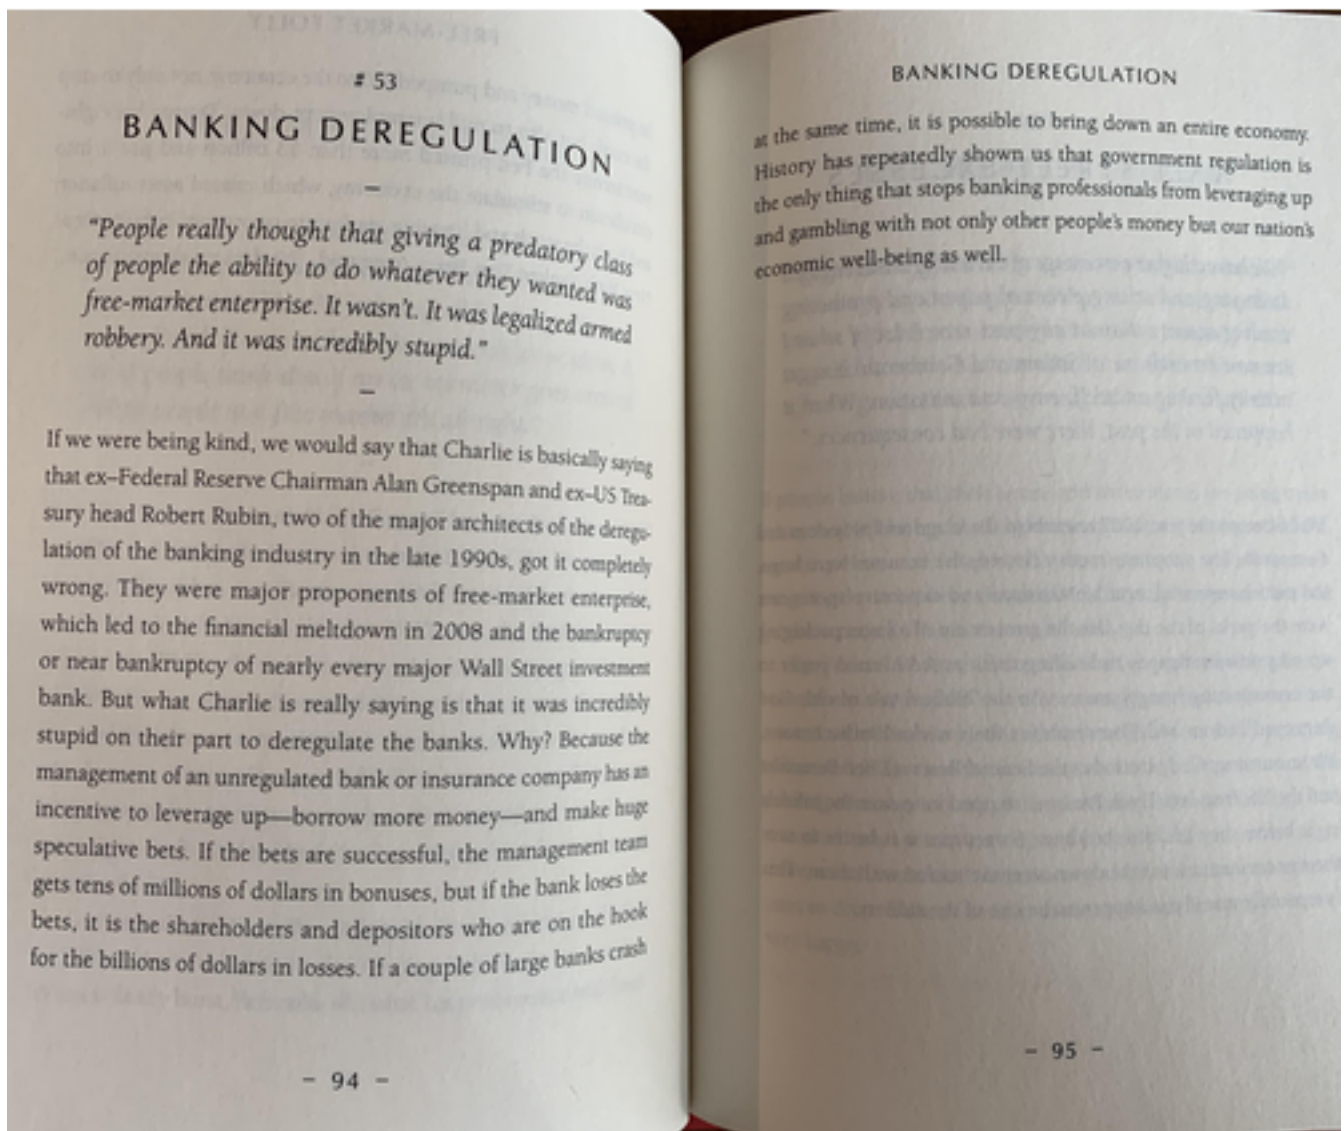 # 53
BANKING DEREGULATION
—
“People really thought that giving a predatory class
of people the ability to do whatever they wanted was
free-market enterprise. It wasn’t. It was legalized armed
robbery. And it was incredibly stupid.”
—
If we were being kind, we would say that Charlie is basically saying
that ex–Federal Reserve Chairman Alan Greenspan and ex–US Trea-
sury head Robert Rubin, two of the major architects of the deregu-
lation of the banking industry in the late 1990s, got it completely
wrong. They were major proponents of free-market enterprise,
which led to the financial meltdown in 2008 and the bankruptcy
or near bankruptcy of nearly every major Wall Street investment
bank. But what Charlie is really saying is that it was incredibly
stupid on their part to deregulate the banks. Why? Because the
management of an unregulated bank or insurance company has an
incentive to leverage up—borrow more money—and make huge
speculative bets. If the bets are successful, the management team
gets tens of millions of dollars in bonuses, but if the bank loses the
bets, it is the shareholders and depositors who are on the hook
for the billions of dollars in losses. If a couple of large banks crash
– 94 –
BANKING DEREGULATION
at the same time, it is possible to bring down an entire economy.
History has repeatedly shown us that government regulation is
the only thing that stops banking professionals from leveraging up
and gambling with not only other people’s money but our nation’s
economic well-being as well.
– 95 –